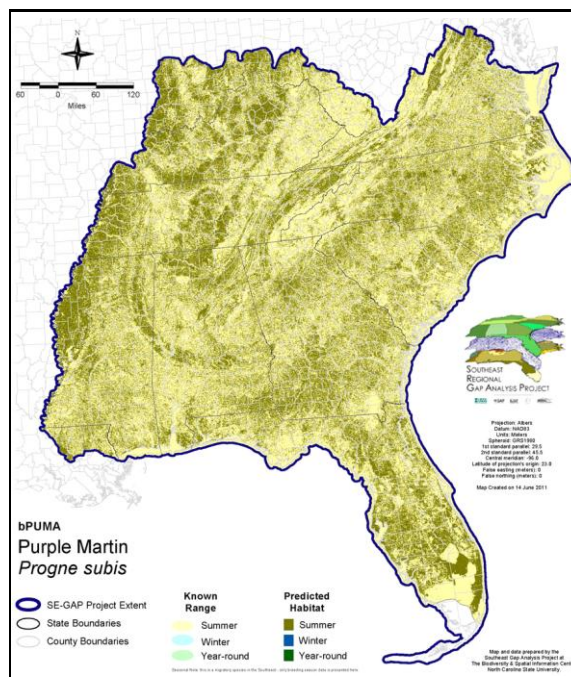 60 0 60 120
Miles
SOUTHEAST
REGIONAL
GAP ANALYSIS PROJECT
Projection: Albers
Datum: NAD83
Units: Meters
Spheroid: GRS1980
1st standard parallel: 29.5
2nd standard parallel: 45.5
Central meridian: -96.0
Latitude of projection's origin: 23.0
False easting (meters): 0
False northing (meters): 0
Map Created on 14 June 2011
bPUMA
Purple Martin
Progne subis
SE-GAP Project Extent
State Boundaries
County Boundaries
Known
Range
Summer
Winter
Year-round
Predicted
Habitat
Summer
Winter
Year-round
Map and data prepared by the
Southeast Gap Analysis Project at
The Biodiversity & Spatial Information Cent
North Carolina State University.